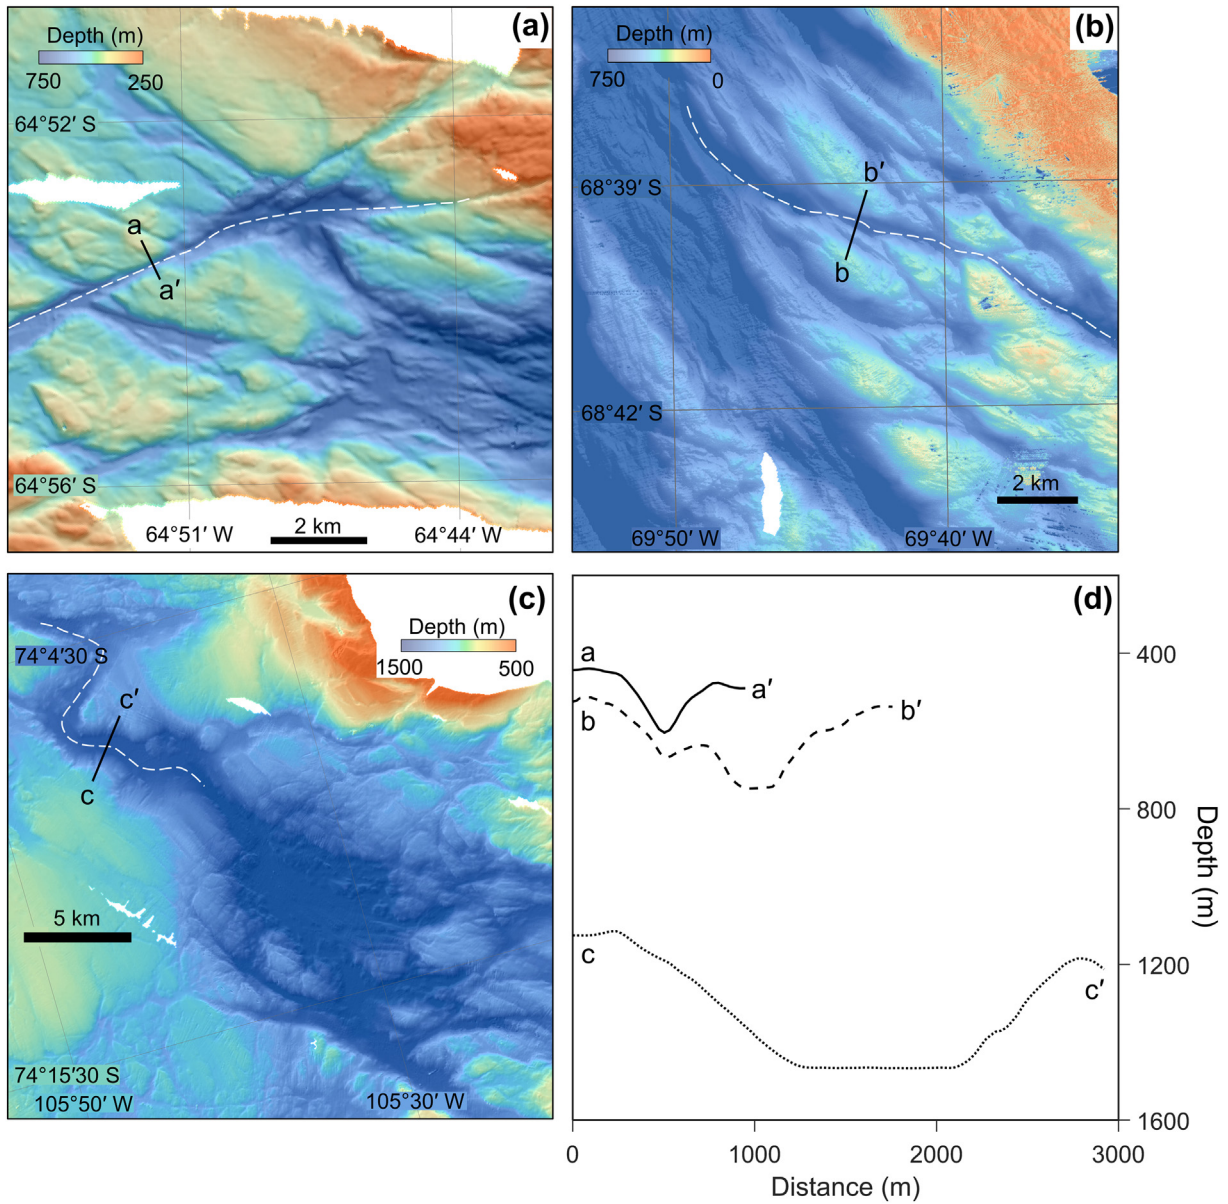 (a)
Depth (m)
750 250
64°52′ S
a
a′
64°56′ S
64°51′ W
2 km
64°44′ W
(b)
Depth (m)
750 0
68°39′ S
b′
b
68°42′ S
2 km
69°50′ W
69°40′ W
(c)
Depth (m)
1500 500
74°4′30 S
c′
c
5 km
74°15′30 S
105°50′ W
105°30′ W
(d)
a
a′
b
b′
c
c′
400
800
1200
1600
Depth (m)
0 1000 2000 3000
Distance (m)